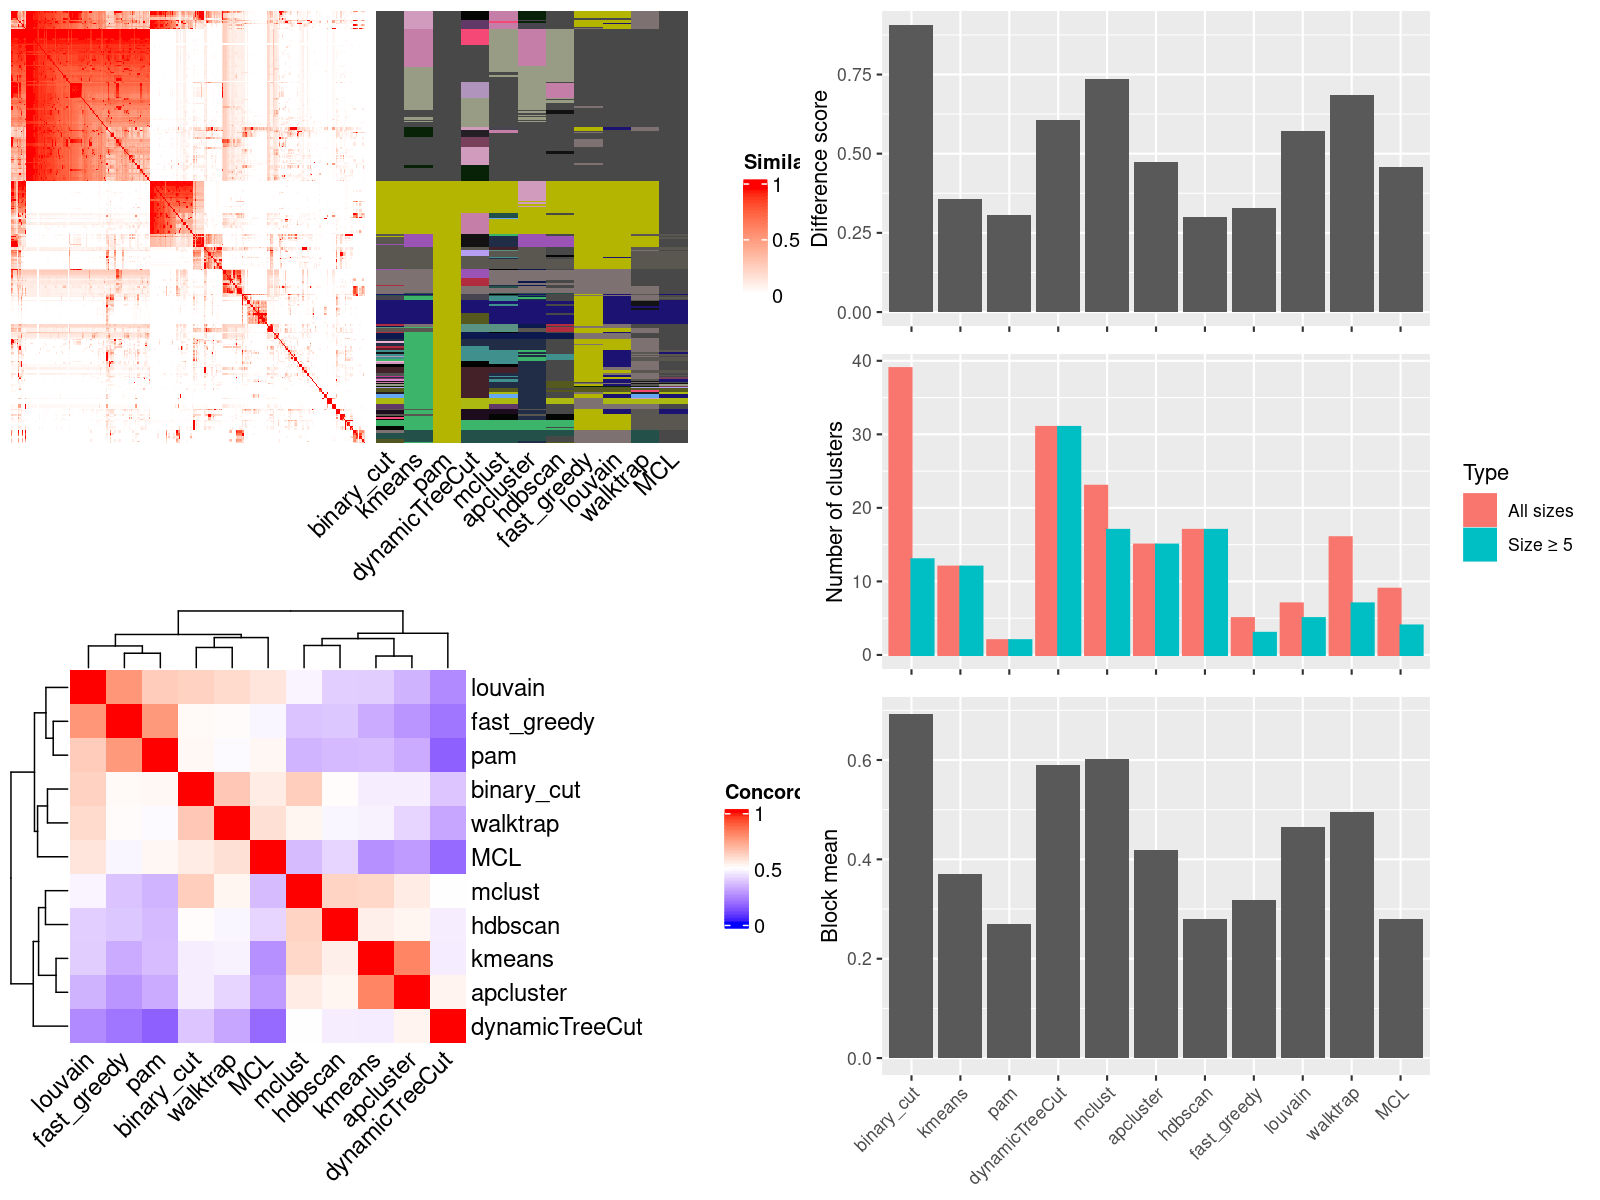 Simila
1
0.5
0
binary_cut
kmeans
pam
dynamicTreeCut
mclust
apcluster
hdbscan
fast_greedy
louvain
walktrap
MCL
louvain
fast_greedy
pam
binary_cut
walktrap
MCL
mclust
hdbscan
kmeans
apcluster
dynamicTreeCut
louvain
fast_greedy
pam
binary_cut
walktrap
MCL
mclust
hdbscan
kmeans
apcluster
dynamicTreeCut
Concord
1
0.5
0
Difference score
0.75
0.50
0.25
0.00
Number of clusters
40
30
20
10
0
Type
All sizes
Size ≥ 5
Block mean
0.6
0.4
0.2
0.0
binary_cut
kmeans
pam
dynamicTreeCut
mclust
apcluster
hdbscan
fast_greedy
louvain
walktrap
MCL